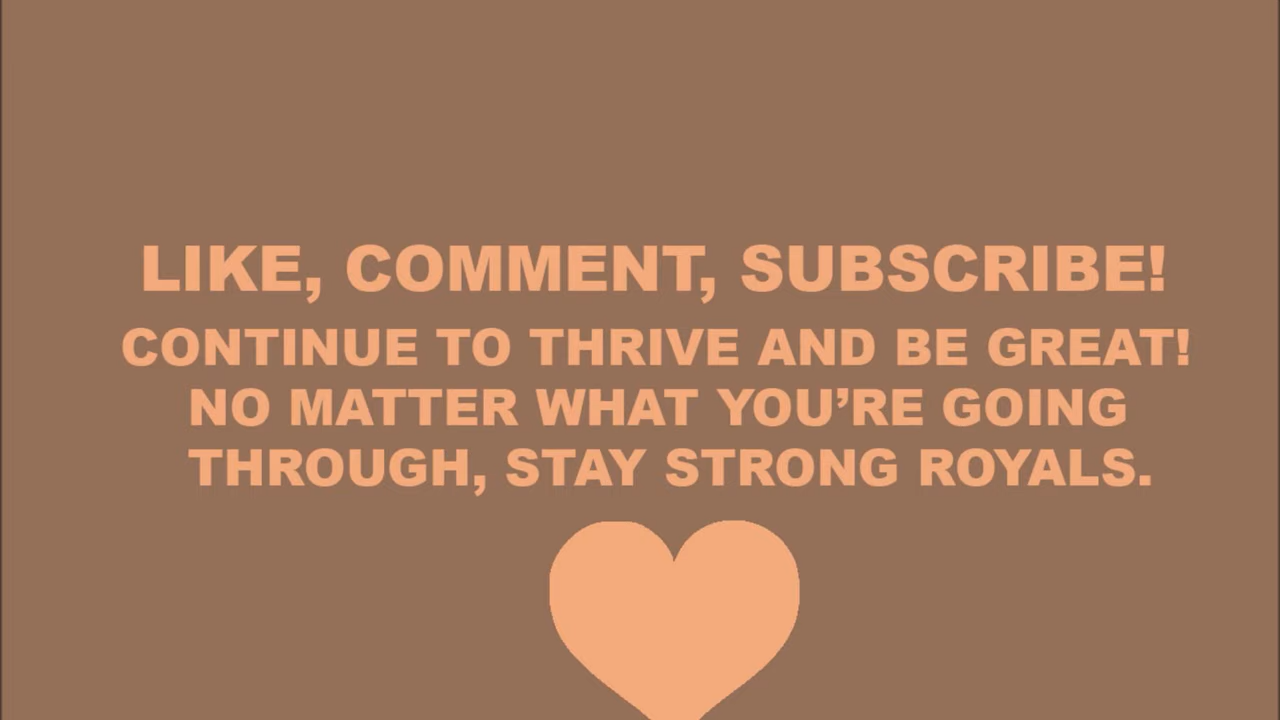 LIKE, COMMENT, SUBSCRIBE!
CONTINUE TO THRIVE AND BE GREAT!
NO MATTER WHAT YOU’RE GOING
THROUGH, STAY STRONG ROYALS.